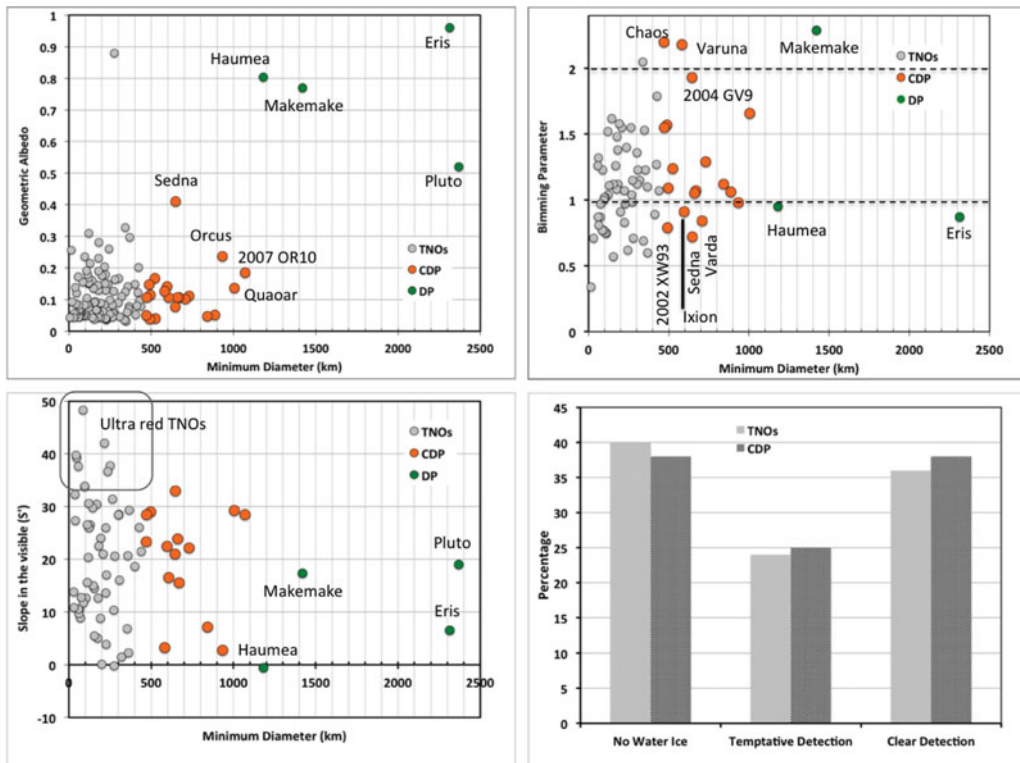 1
0.9
0.8
0.7
0.6
0.5
0.4
0.3
0.2
0.1
0
Geometric Albedo
Eris
Haumea
Makemake
Pluto
Sedna
Orcus
2007 OR10
Quaoar
TNOs
CDP
DP
0 500 1000 1500 2000 2500
Minimum Diameter (km)
2
1.5
1
0.5
0
Bimming Parameter
Chaos
Varuna
Makemake
2004 GV9
TNOs
CDP
DP
Haumea
Eris
2002 XW93
Sedna
Varda
Ixion
0 500 1000 1500 2000 2500
Minimum Diameter (km)
50
40
30
20
10
0
-10
Slope in the visible (S')
Ultra red TNOs
TNOs
CDP
DP
Pluto
Makemake
Eris
Haumea
0 500 1000 1500 2000 2500
Minimum Diameter (km)
45
40
35
30
25
20
15
10
5
0
Percentage
TNOs
CDP
No Water Ice Temptative Detection Clear Detection